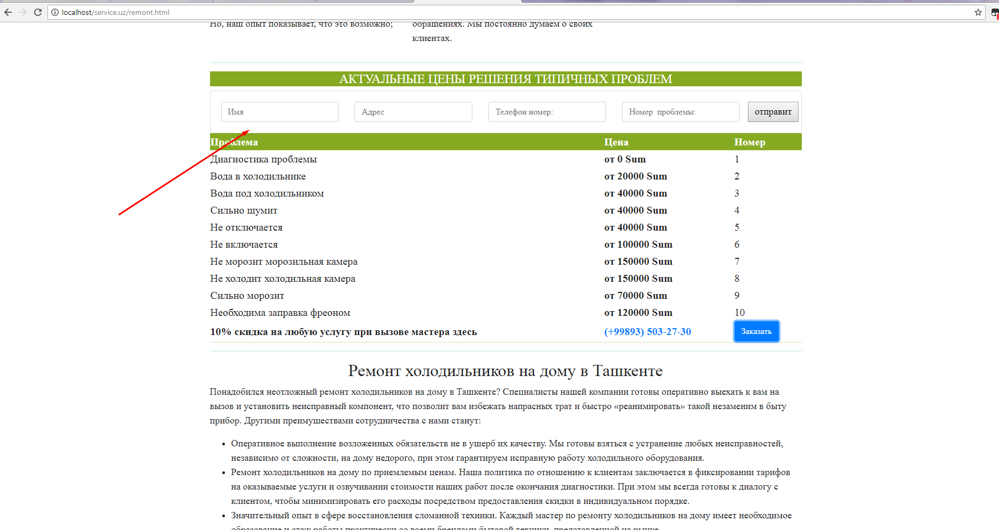 localhost/service.uz/remont.html
Но, наш опыт показывает, что это возможно;
обращениях. Мы постоянно думаем о своих
клиентах.
АКТУАЛЬНЫЕ ЦЕНЫ РЕШЕНИЯ ТИПИЧНЫХ ПРОБЛЕМ
Имя Адрес Телефон номер: Номер проблемы: отправит
Проблема Цена Номер
Диагностика проблемы от 0 Sum 1
Вода в холодильнике от 20000 Sum 2
Вода под холодильником от 40000 Sum 3
Сильно шумит от 40000 Sum 4
Не отключается от 40000 Sum 5
Не включается от 100000 Sum 6
Не морозит морозильная камера от 150000 Sum 7
Не холодит холодильная камера от 150000 Sum 8
Сильно морозит от 70000 Sum 9
Необходима заправка фреоном от 120000 Sum 10
10% скидка на любую услугу при вызове мастера здесь (+99893) 503-27-30 Заказать
Ремонт холодильников на дому в Ташкенте
Понадобился неотложный ремонт холодильников на дому в Ташкенте? Специалисты нашей компании готовы оперативно выехать к вам на
вызов и установить неисправный компонент, что позволит вам избежать напрасных трат и быстро «реанимировать» такой незаменим в быту
прибор. Другими преимуществами сотрудничества с нами станут:
• Оперативное выполнение возложенных обязательств не в ущерб их качеству. Мы готовы взяться с устранение любых неисправностей,
независимо от сложности, на дому недорого, при этом гарантируем исправную работу холодильного оборудования.
• Ремонт холодильников на дому по приемлемым ценам. Наша политика по отношению к клиентам заключается в фиксировании тарифов
на оказываемые услуги и озвучивании стоимости наших работ после окончания диагностики. При этом мы всегда готовы к диалогу с
клиентом, чтобы минимизировать его расходы посредством предоставления скидки в индивидуальном порядке.
• Значительный опыт в сфере восстановления сломанной техники. Каждый мастер по ремонту холодильников на дому имеет необходимое
образование и стаж работы практически со всеми брендами бытовой техники, представленной на рынке.